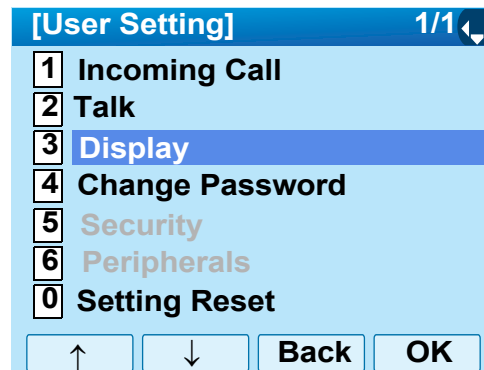 [User Setting] 1/1
1 Incoming Call
2 Talk
3 Display
4 Change Password
5 Security
6 Peripherals
0 Setting Reset
↑ ↓ Back OK